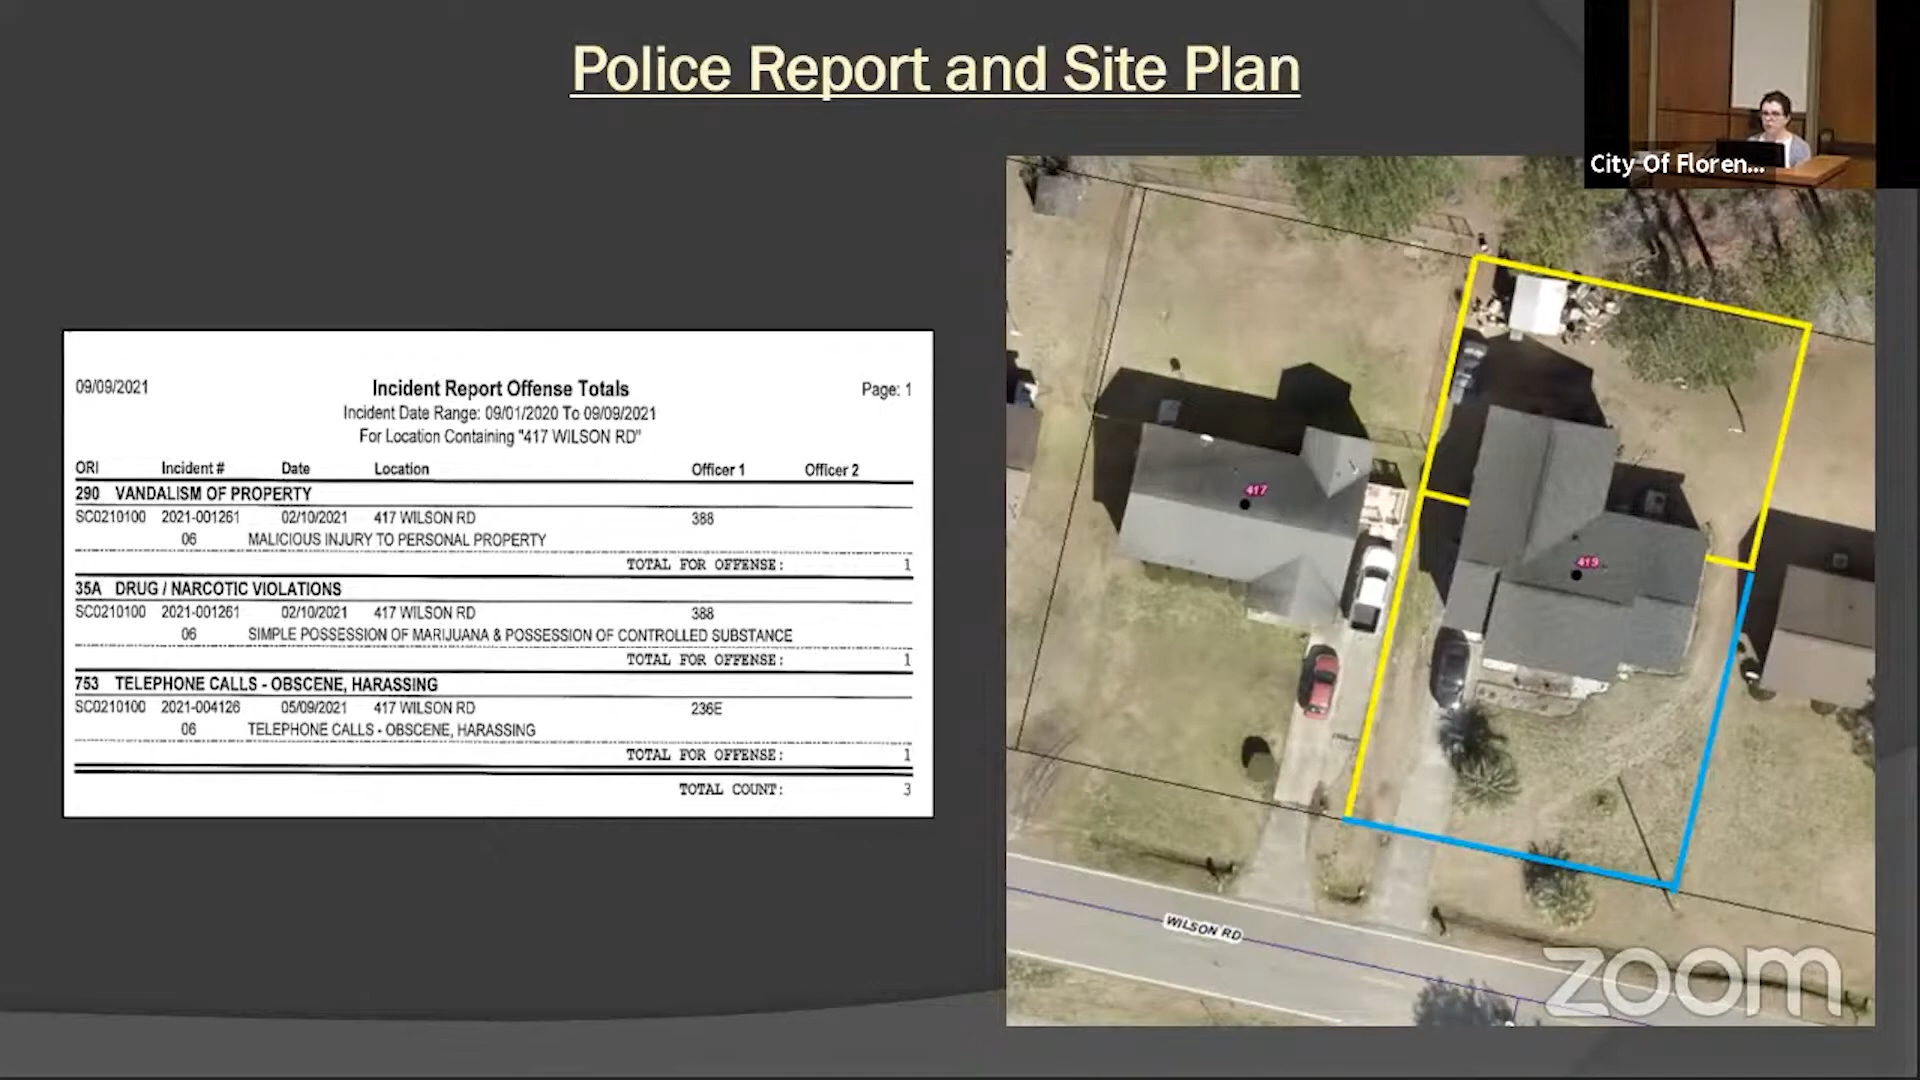 Police Report and Site Plan
City Of Floren...
09/09/2021 Incident Report Offense Totals Page: 1
Incident Date Range: 09/01/2020 To 09/09/2021
For Location Containing "417 WILSON RD"
ORI Incident # Date Location Officer 1 Officer 2
290 VANDALISM OF PROPERTY
SC0210100 2021-001261 02/10/2021 417 WILSON RD 388
06 MALICIOUS INJURY TO PERSONAL PROPERTY
TOTAL FOR OFFENSE: 1
35A DRUG / NARCOTIC VIOLATIONS
SC0210100 2021-001261 02/10/2021 417 WILSON RD 388
06 SIMPLE POSSESSION OF MARIJUANA & POSSESSION OF CONTROLLED SUBSTANCE
TOTAL FOR OFFENSE: 1
753 TELEPHONE CALLS - OBSCENE, HARASSING
SC0210100 2021-004126 05/09/2021 417 WILSON RD 236E
06 TELEPHONE CALLS - OBSCENE, HARASSING
TOTAL FOR OFFENSE: 1
TOTAL COUNT: 3
417
419
WILSON RD
zoom